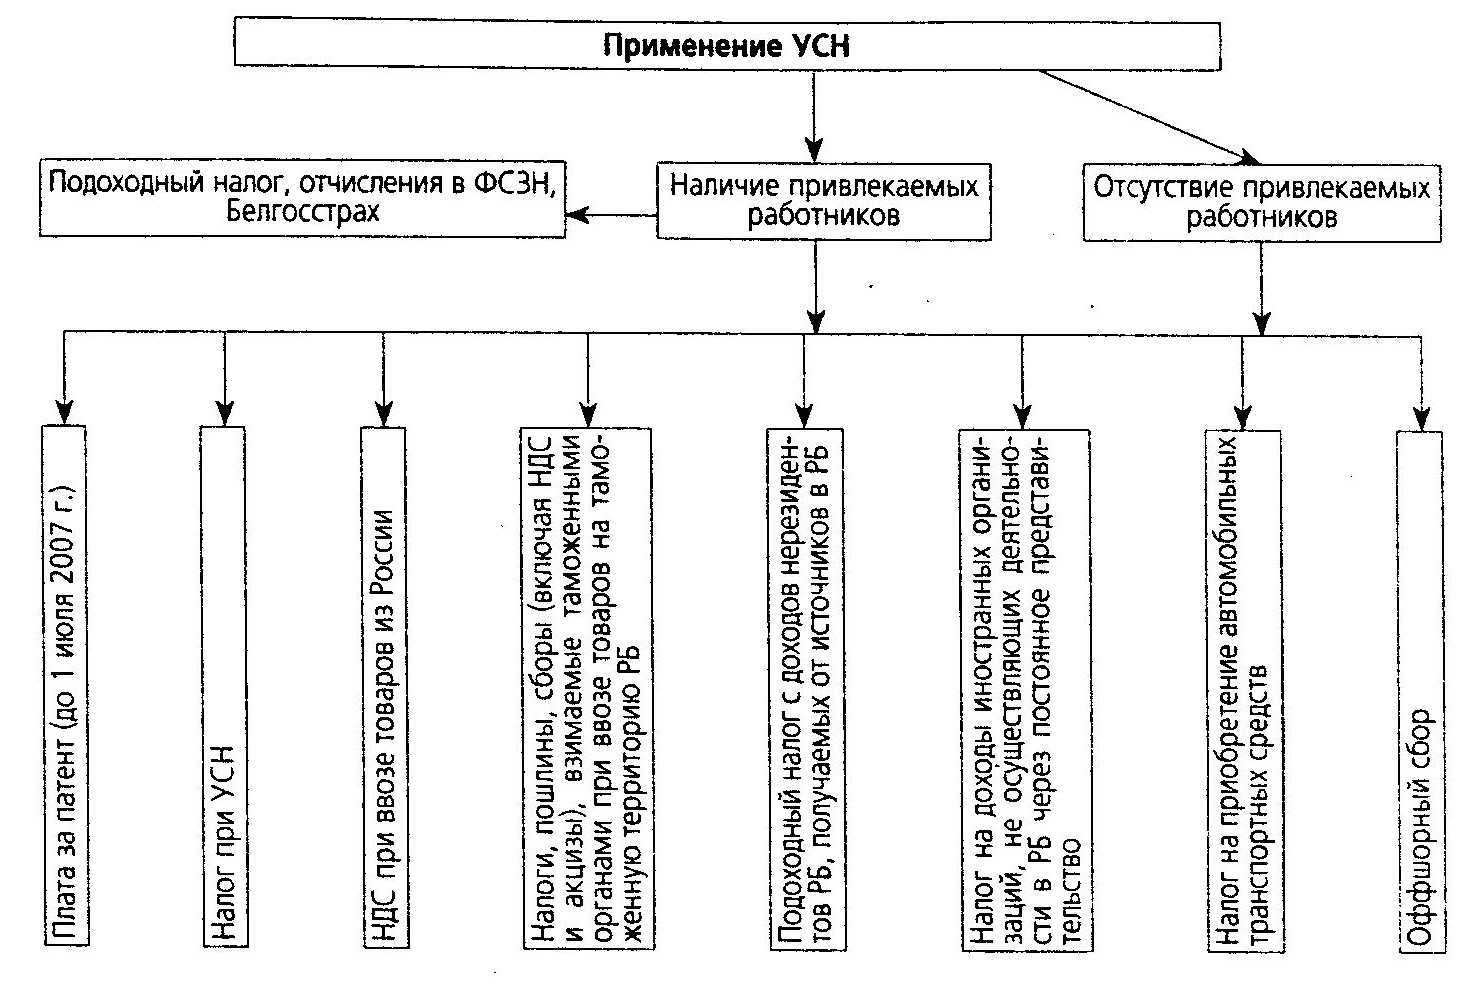 Применение УСН
Подоходный налог, отчисления в ФСЗН,
Белгосстрах
Наличие привлекаемых
работников
Отсутствие привлекаемых
работников
Плата за патент (до 1 июля 2007 г.)
Налог при УСН
НДС при ввозе товаров из России
Налоги, пошлины, сборы (включая НДС
и акцизы), взимаемые таможенными
органами при ввозе товаров на тамо-
женную территорию РБ
Подоходный налог с доходов нерезиден-
тов РБ, получаемых от источников в РБ
Налог на доходы иностранных органи-
заций, не осуществляющих деятельно-
сти в РБ через постоянное представи-
тельство
Налог на приобретение автомобильных
транспортных средств
Оффшорный сбор